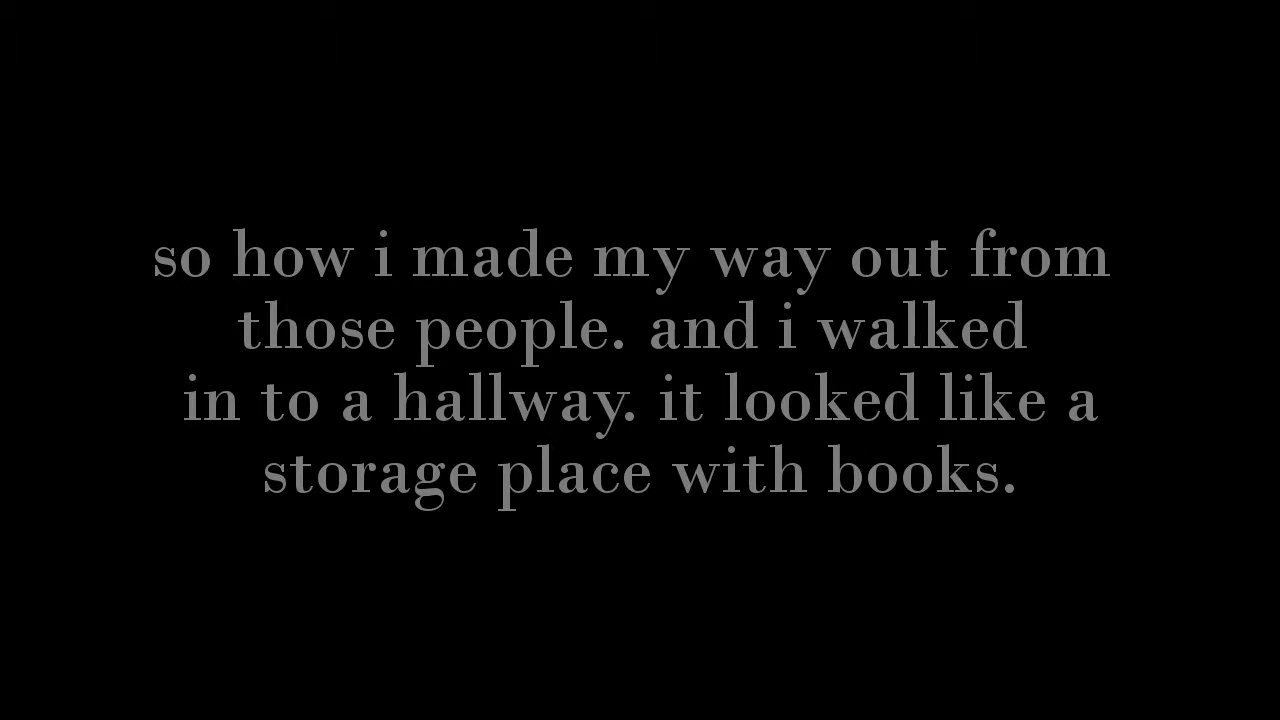 so how i made my way out from
those people. and i walked
in to a hallway. it looked like a
storage place with books.